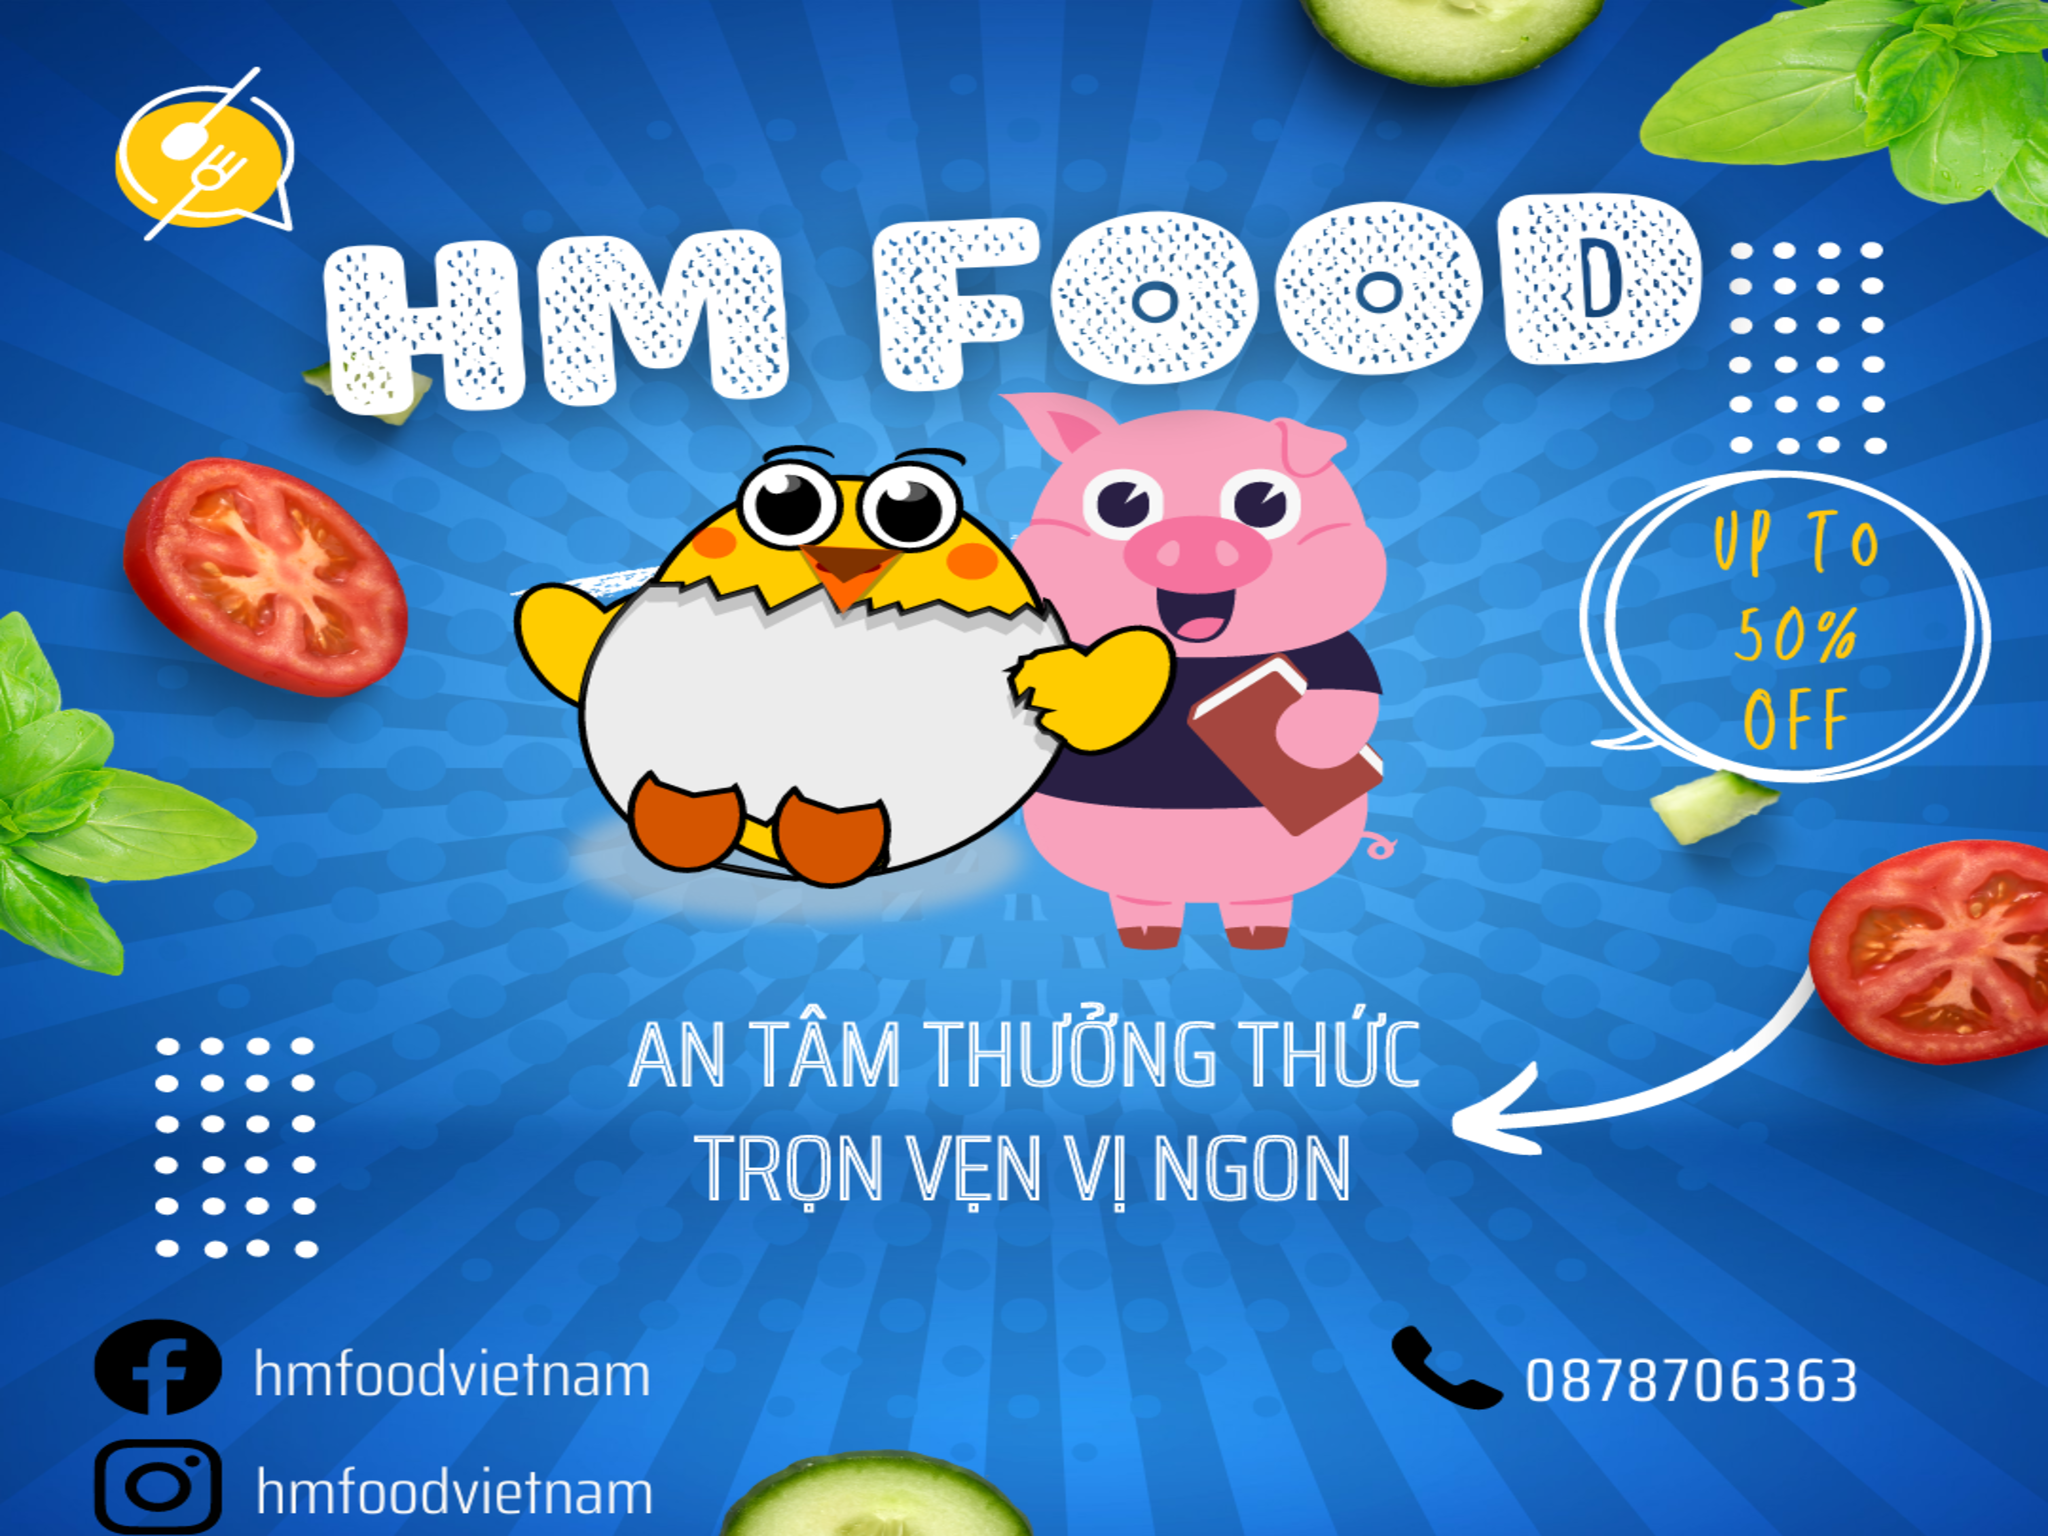 HM FOOD
UP TO
50%
OFF
AN TÂM THƯỞNG THỨC
TRỌN VẸN VỊ NGON
hmfoodvietnam
0878706363
hmfoodvietnam